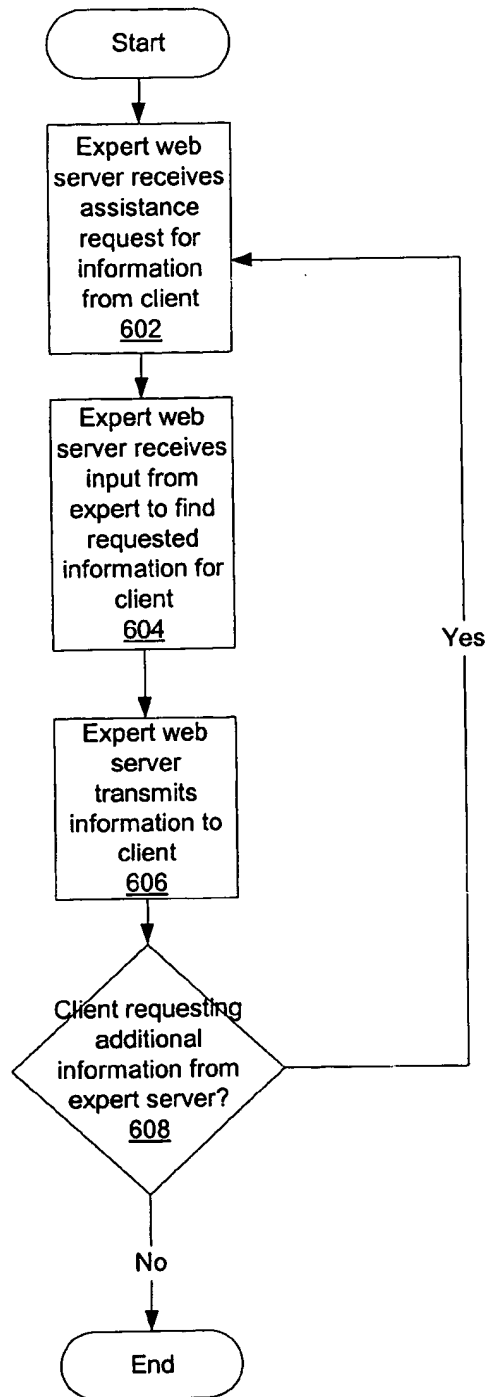 Start
Expert web
server receives
assistance
request for
information
from client
602
Expert web
server receives
input from
expert to find
requested
information for
client
604
Yes
Expert web
server
transmits
information to
client
606
Client requesting
additional
information from
expert server?
608
No
End